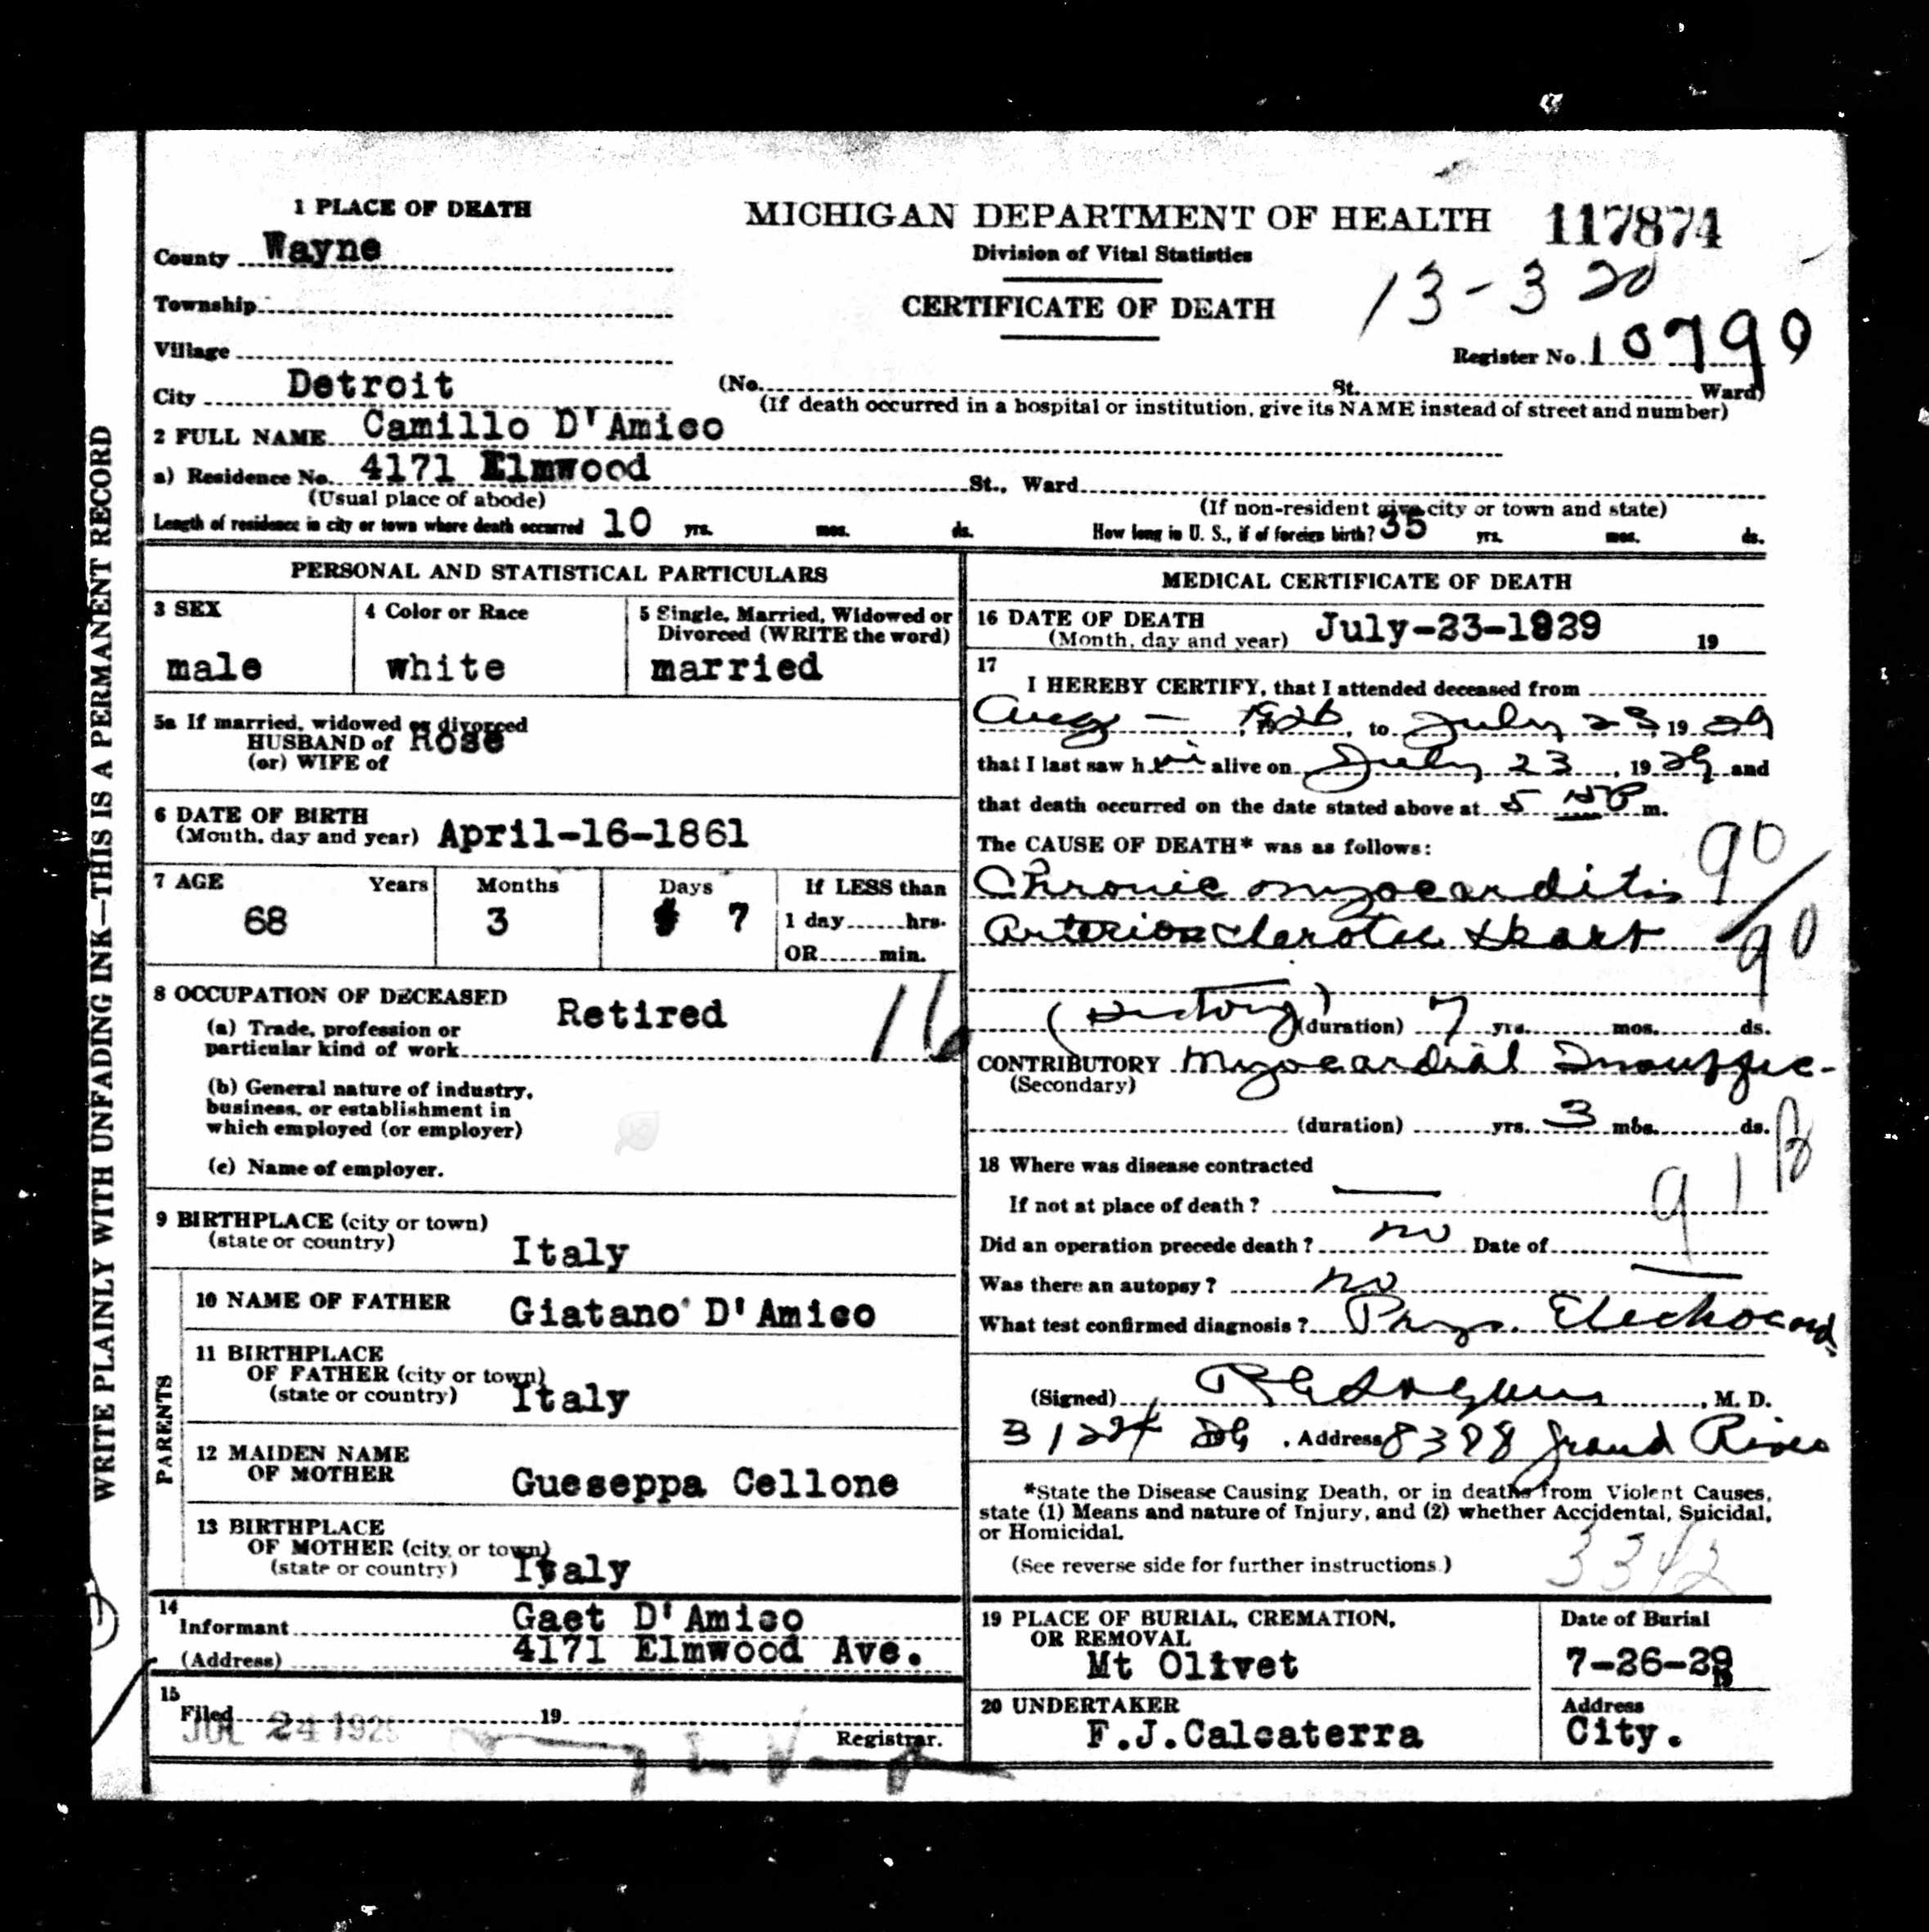 1 PLACE OF DEATH
MICHIGAN DEPARTMENT OF HEALTH 117874
County Wayne
Division of Vital Statistics
13-3 20
Township
CERTIFICATE OF DEATH
Village
Register No. 10790
City Detroit (No. St. Ward)
(If death occurred in a hospital or institution, give its NAME instead of street and number)
2 FULL NAME Camillo D'Amico
a) Residence No. 4171 Elmwood St., Ward
(Usual place of abode) (If non-resident give city or town and state)
Length of residence in city or town where death occurred 10 yrs. mos. ds. How long in U. S., if of foreign birth? 35 yrs. mos. ds.
PERSONAL AND STATISTICAL PARTICULARS
3 SEX
male
4 Color or Race
white
5 Single, Married, Widowed or
Divorced (WRITE the word)
married
5a If married, widowed or divorced
HUSBAND of Rose
(or) WIFE of
6 DATE OF BIRTH
(Month, day and year) April-16-1861
7 AGE Years Months Days If LESS than
68 3 7 1 day hrs.
OR min.
8 OCCUPATION OF DECEASED
Retired 16
(a) Trade, profession or
particular kind of work
(b) General nature of industry,
business, or establishment in
which employed (or employer)
(c) Name of employer.
9 BIRTHPLACE (city or town)
(state or country) Italy
PARENTS
10 NAME OF FATHER Giatano D'Amico
11 BIRTHPLACE
OF FATHER (city or town)
(state or country) Italy
12 MAIDEN NAME
OF MOTHER Gueseppa Cellone
13 BIRTHPLACE
OF MOTHER (city or town)
(state or country) Italy
14
Informant Gaet D'Amico
(Address) 4171 Elmwood Ave.
15
Filed JUL 24 1929 19
Registrar.
MEDICAL CERTIFICATE OF DEATH
16 DATE OF DEATH
(Month, day and year) July-23-1929 19
17
I HEREBY CERTIFY, that I attended deceased from
Aug - , 1926, to July 23, 1929
that I last saw him alive on July 23, 1929 and
that death occurred on the date stated above at 5 P m.
The CAUSE OF DEATH* was as follows:
Chronic myocarditis 90
Arteriosclerotic Heart 90
(History) (duration) 7 yrs. mos. ds.
CONTRIBUTORY Myocardial Insuffic-
(Secondary)
(duration) yrs. 3 mos. ds.
18 Where was disease contracted
If not at place of death? 91B
Did an operation precede death? no Date of
Was there an autopsy? no
What test confirmed diagnosis? Phys. Electrocard-
(Signed) , M. D.
Address 8328 Grand River
*State the Disease Causing Death, or in deaths from Violent Causes,
state (1) Means and nature of Injury, and (2) whether Accidental, Suicidal,
or Homicidal.
(See reverse side for further instructions.)
3342
19 PLACE OF BURIAL, CREMATION,
OR REMOVAL
Mt Olivet
Date of Burial
7-26-29
20 UNDERTAKER
F.J.Calcaterra
Address
City.
WRITE PLAINLY WITH UNFADING INK—THIS IS A PERMANENT RECORD